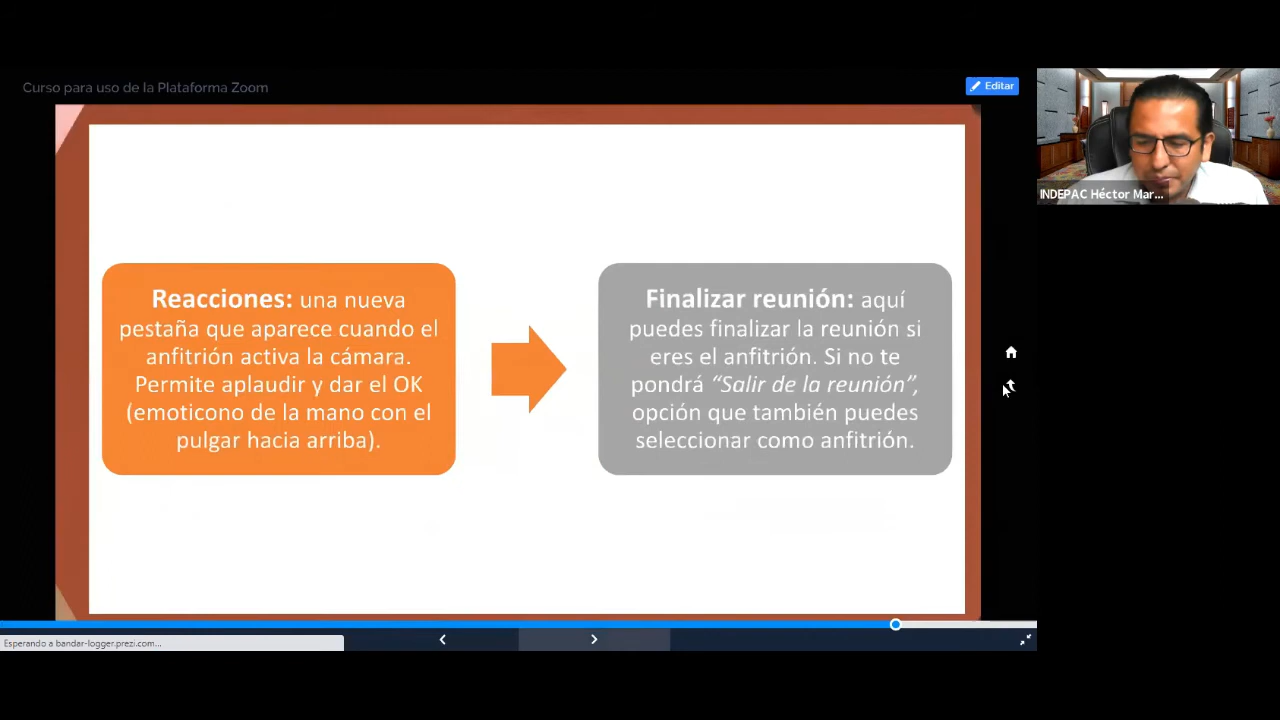 Curso para uso de la Plataforma Zoom
Editar
INDEPAC Héctor Mar...
Reacciones: una nueva
pestaña que aparece cuando el
anfitrión activa la cámara.
Permite aplaudir y dar el OK
(emoticono de la mano con el
pulgar hacia arriba).
Finalizar reunión: aquí
puedes finalizar la reunión si
eres el anfitrión. Si no te
pondrá “Salir de la reunión”,
opción que también puedes
seleccionar como anfitrión.
Esperando a bandar-logger.prezi.com...